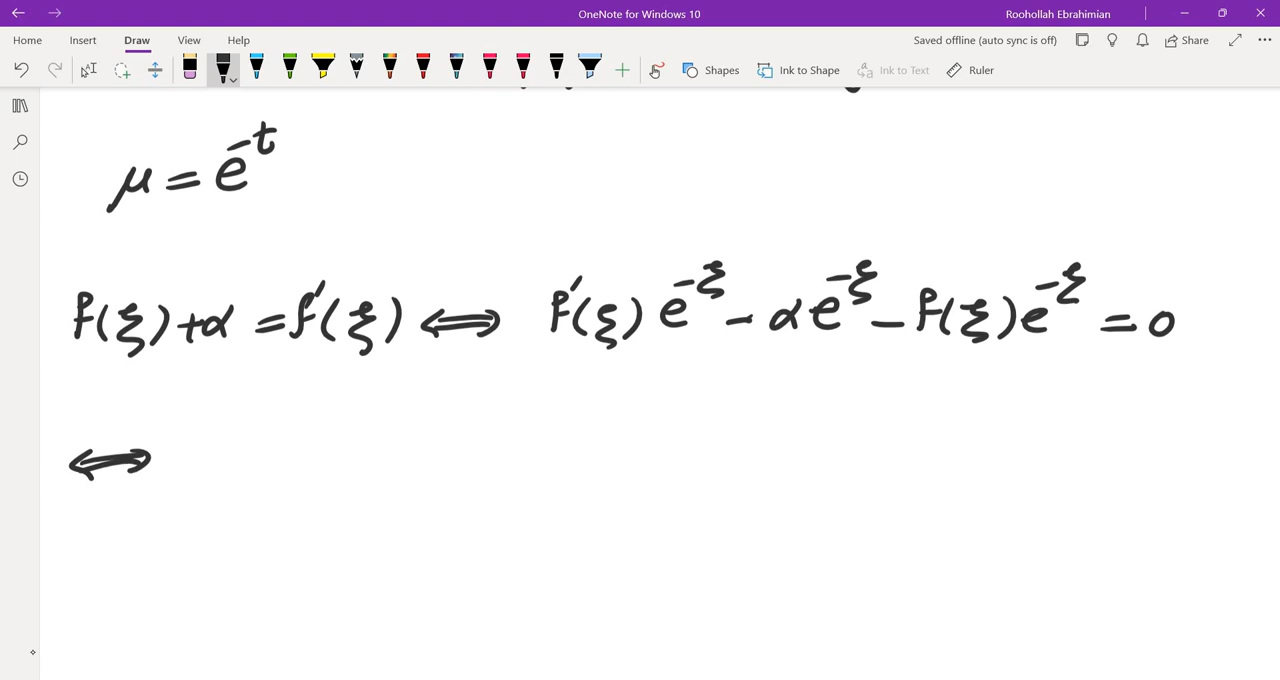 OneNote for Windows 10
Roohollah Ebrahimian
Home Insert Draw View Help
Saved offline (auto sync is off) Share
Shapes Ink to Shape Ink to Text Ruler
μ = e^{-t}
f(ξ) + α = f'(ξ) ⟺ f'(ξ) e^{-ξ} - α e^{-ξ} - f(ξ) e^{-ξ} = 0
⟺